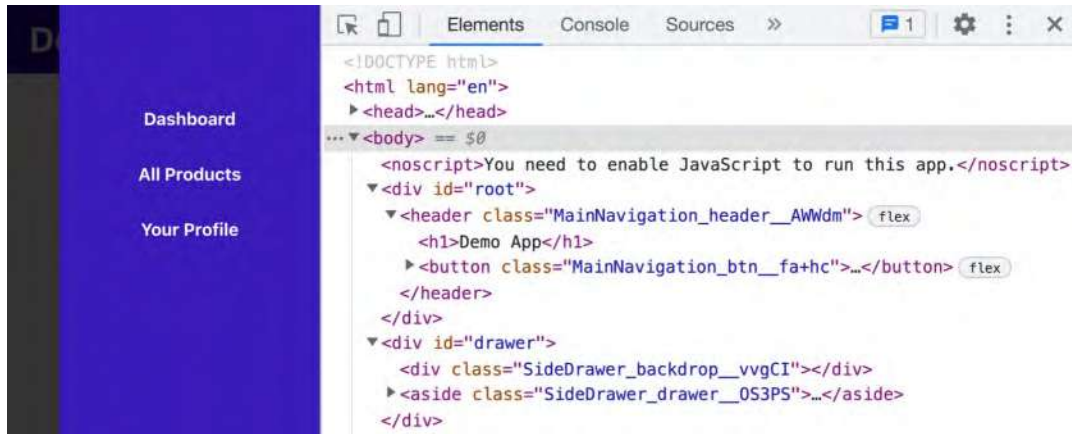 De
Dashboard
All Products
Your Profile
Elements Console Sources » 1
<!DOCTYPE html>
<html lang="en">
<head>…</head>
<body> == $0
<noscript>You need to enable JavaScript to run this app.</noscript>
<div id="root">
<header class="MainNavigation_header__AWWdm"> flex
<h1>Demo App</h1>
<button class="MainNavigation_btn__fa+hc">…</button> flex
</header>
</div>
<div id="drawer">
<div class="SideDrawer_backdrop__vvgCI"></div>
<aside class="SideDrawer_drawer__OS3PS">…</aside>
</div>